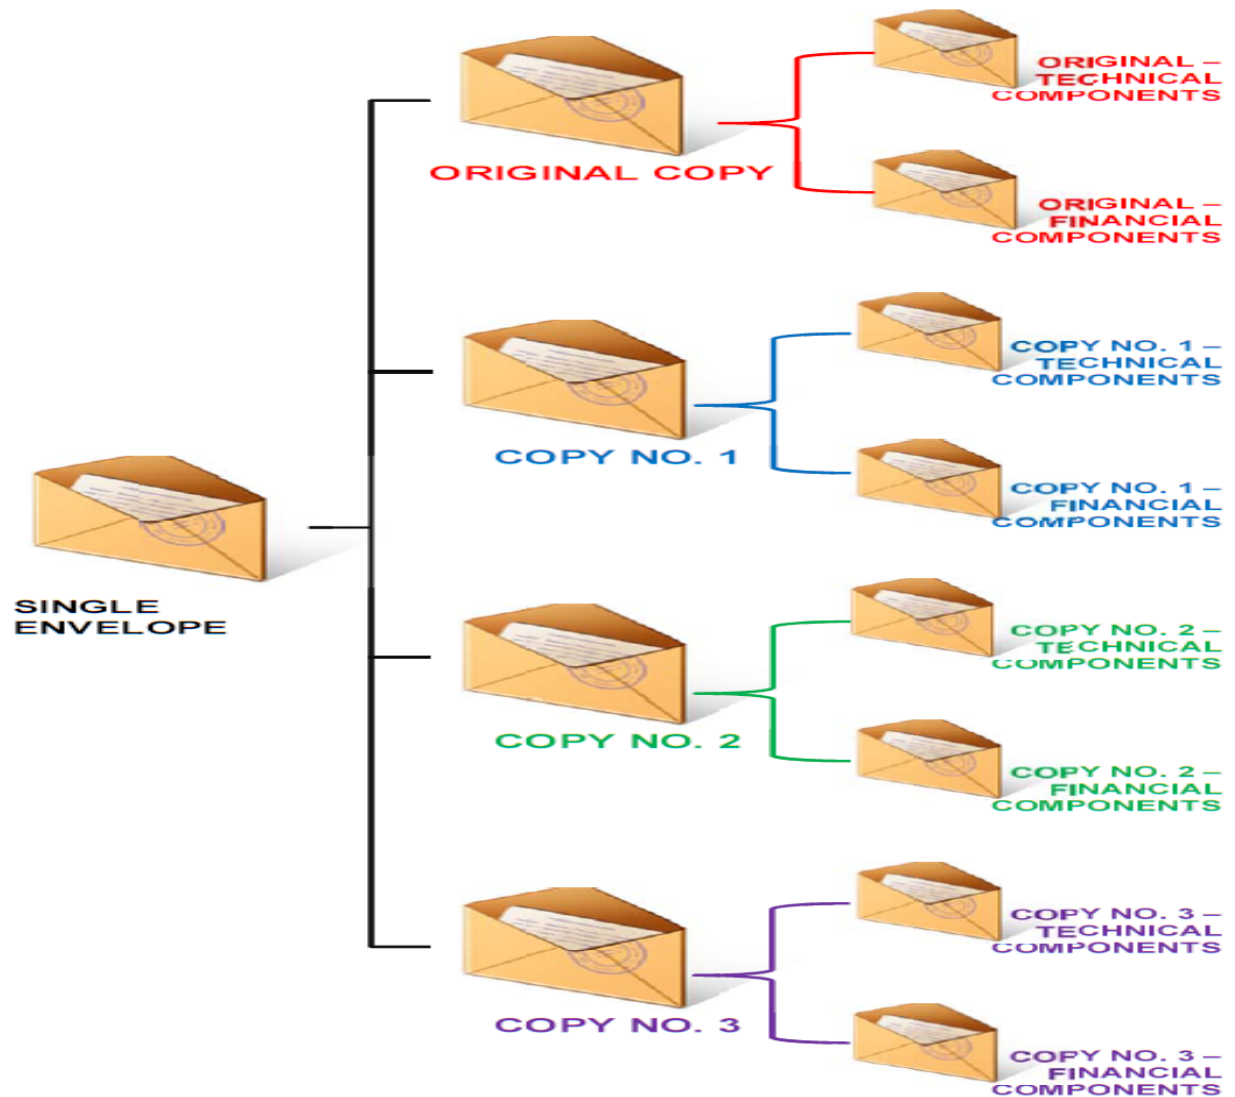 ORIGINAL –
TECHNICAL
COMPONENTS
ORIGINAL COPY
ORIGINAL –
FINANCIAL
COMPONENTS
COPY NO. 1 –
TECHNICAL
COMPONENTS
COPY NO. 1
COPY NO. 1 –
FINANCIAL
COMPONENTS
SINGLE
ENVELOPE
COPY NO. 2 –
TECHNICAL
COMPONENTS
COPY NO. 2
COPY NO. 2 –
FINANCIAL
COMPONENTS
COPY NO. 3 –
TECHNICAL
COMPONENTS
COPY NO. 3
COPY NO. 3 –
FINANCIAL
COMPONENTS